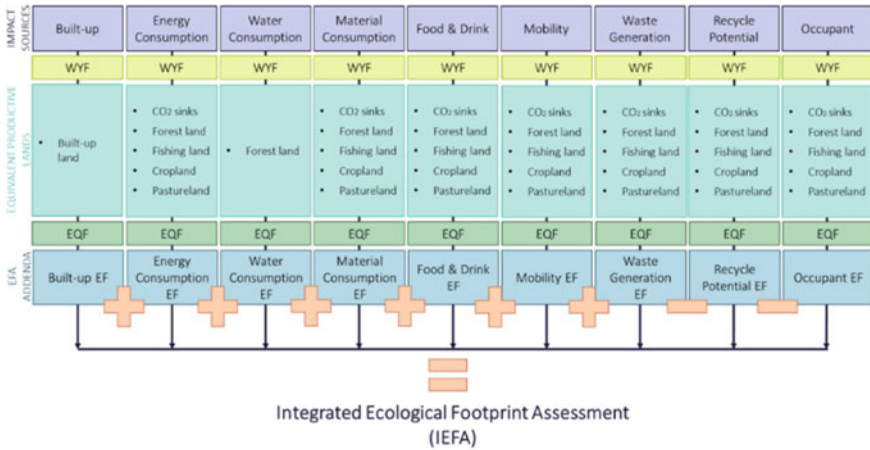 IMPACT
SOURCES
Built-up
Energy
Consumption
Water
Consumption
Material
Consumption
Food & Drink
Mobility
Waste
Generation
Recycle
Potential
Occupant
WYF
WYF
WYF
WYF
WYF
WYF
WYF
WYF
WYF
EQUIVALENT PRODUCTIVE
LANDS
• Built-up
land
• CO₂ sinks
• Forest land
• Fishing land
• Cropland
• Pastureland
• Forest land
• CO₂ sinks
• Forest land
• Fishing land
• Cropland
• Pastureland
• CO₂ sinks
• Forest land
• Fishing land
• Cropland
• Pastureland
• CO₂ sinks
• Forest land
• Fishing land
• Cropland
• Pastureland
• CO₂ sinks
• Forest land
• Fishing land
• Cropland
• Pastureland
• CO₂ sinks
• Forest land
• Fishing land
• Cropland
• Pastureland
• CO₂ sinks
• Forest land
• Fishing land
• Cropland
• Pastureland
EQF
EQF
EQF
EQF
EQF
EQF
EQF
EQF
EQF
EFA
ADDENDA
Built-up EF
Energy
Consumption
EF
Water
Consumption
EF
Material
Consumption
EF
Food & Drink
EF
Mobility EF
Waste
Generation
EF
Recycle
Potential EF
Occupant EF
Integrated Ecological Footprint Assessment
(IEFA)